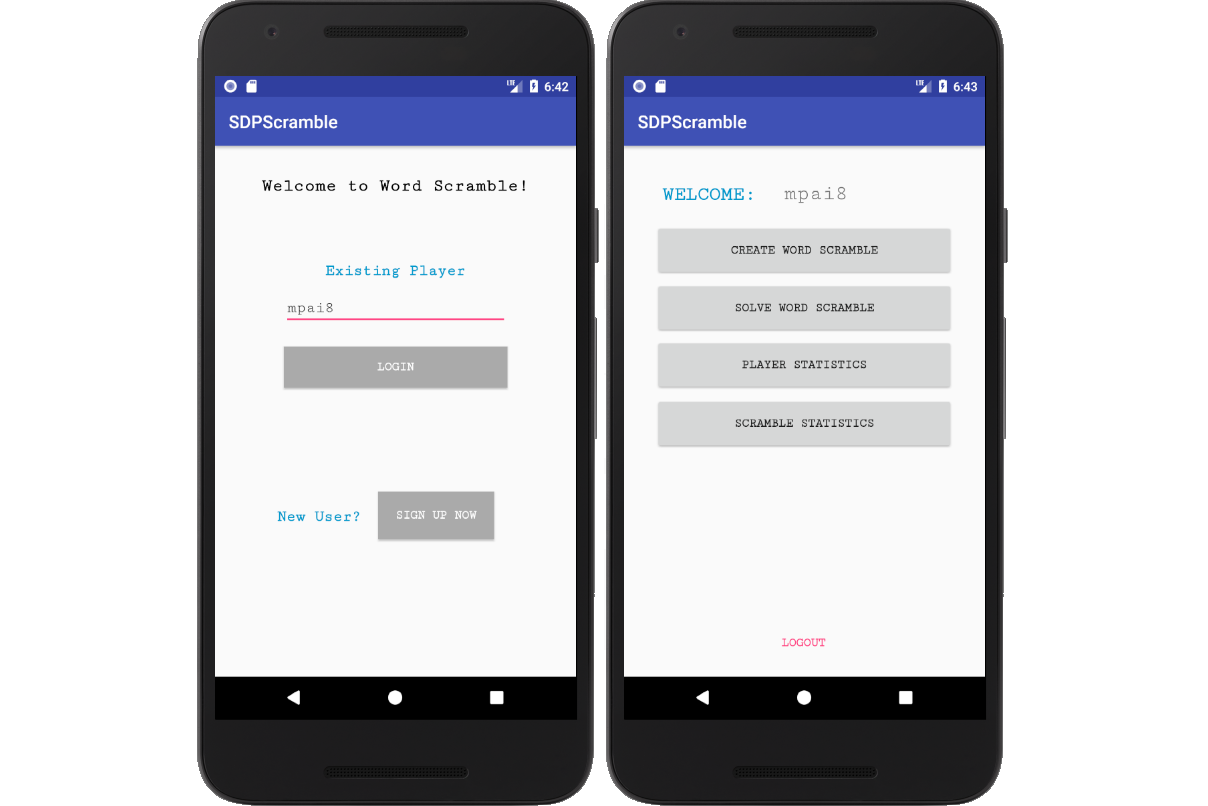 LTE 6:42
SDPScramble
Welcome to Word Scramble!
Existing Player
mpai8
LOGIN
New User? SIGN UP NOW
LTE 6:43
SDPScramble
WELCOME: mpai8
CREATE WORD SCRAMBLE
SOLVE WORD SCRAMBLE
PLAYER STATISTICS
SCRAMBLE STATISTICS
LOGOUT